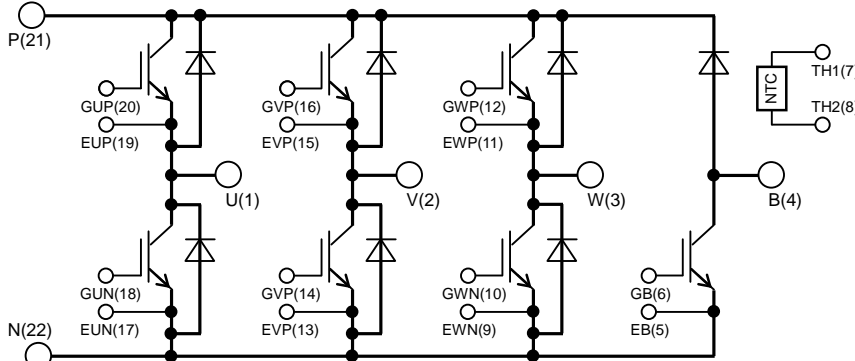 P(21)
GUP(20)
EUP(19)
GVP(16)
EVP(15)
GWP(12)
EWP(11)
NTC
TH1(7)
TH2(8)
U(1)
V(2)
W(3)
B(4)
GUN(18)
EUN(17)
GVP(14)
EVP(13)
GWN(10)
EWN(9)
GB(6)
EB(5)
N(22)